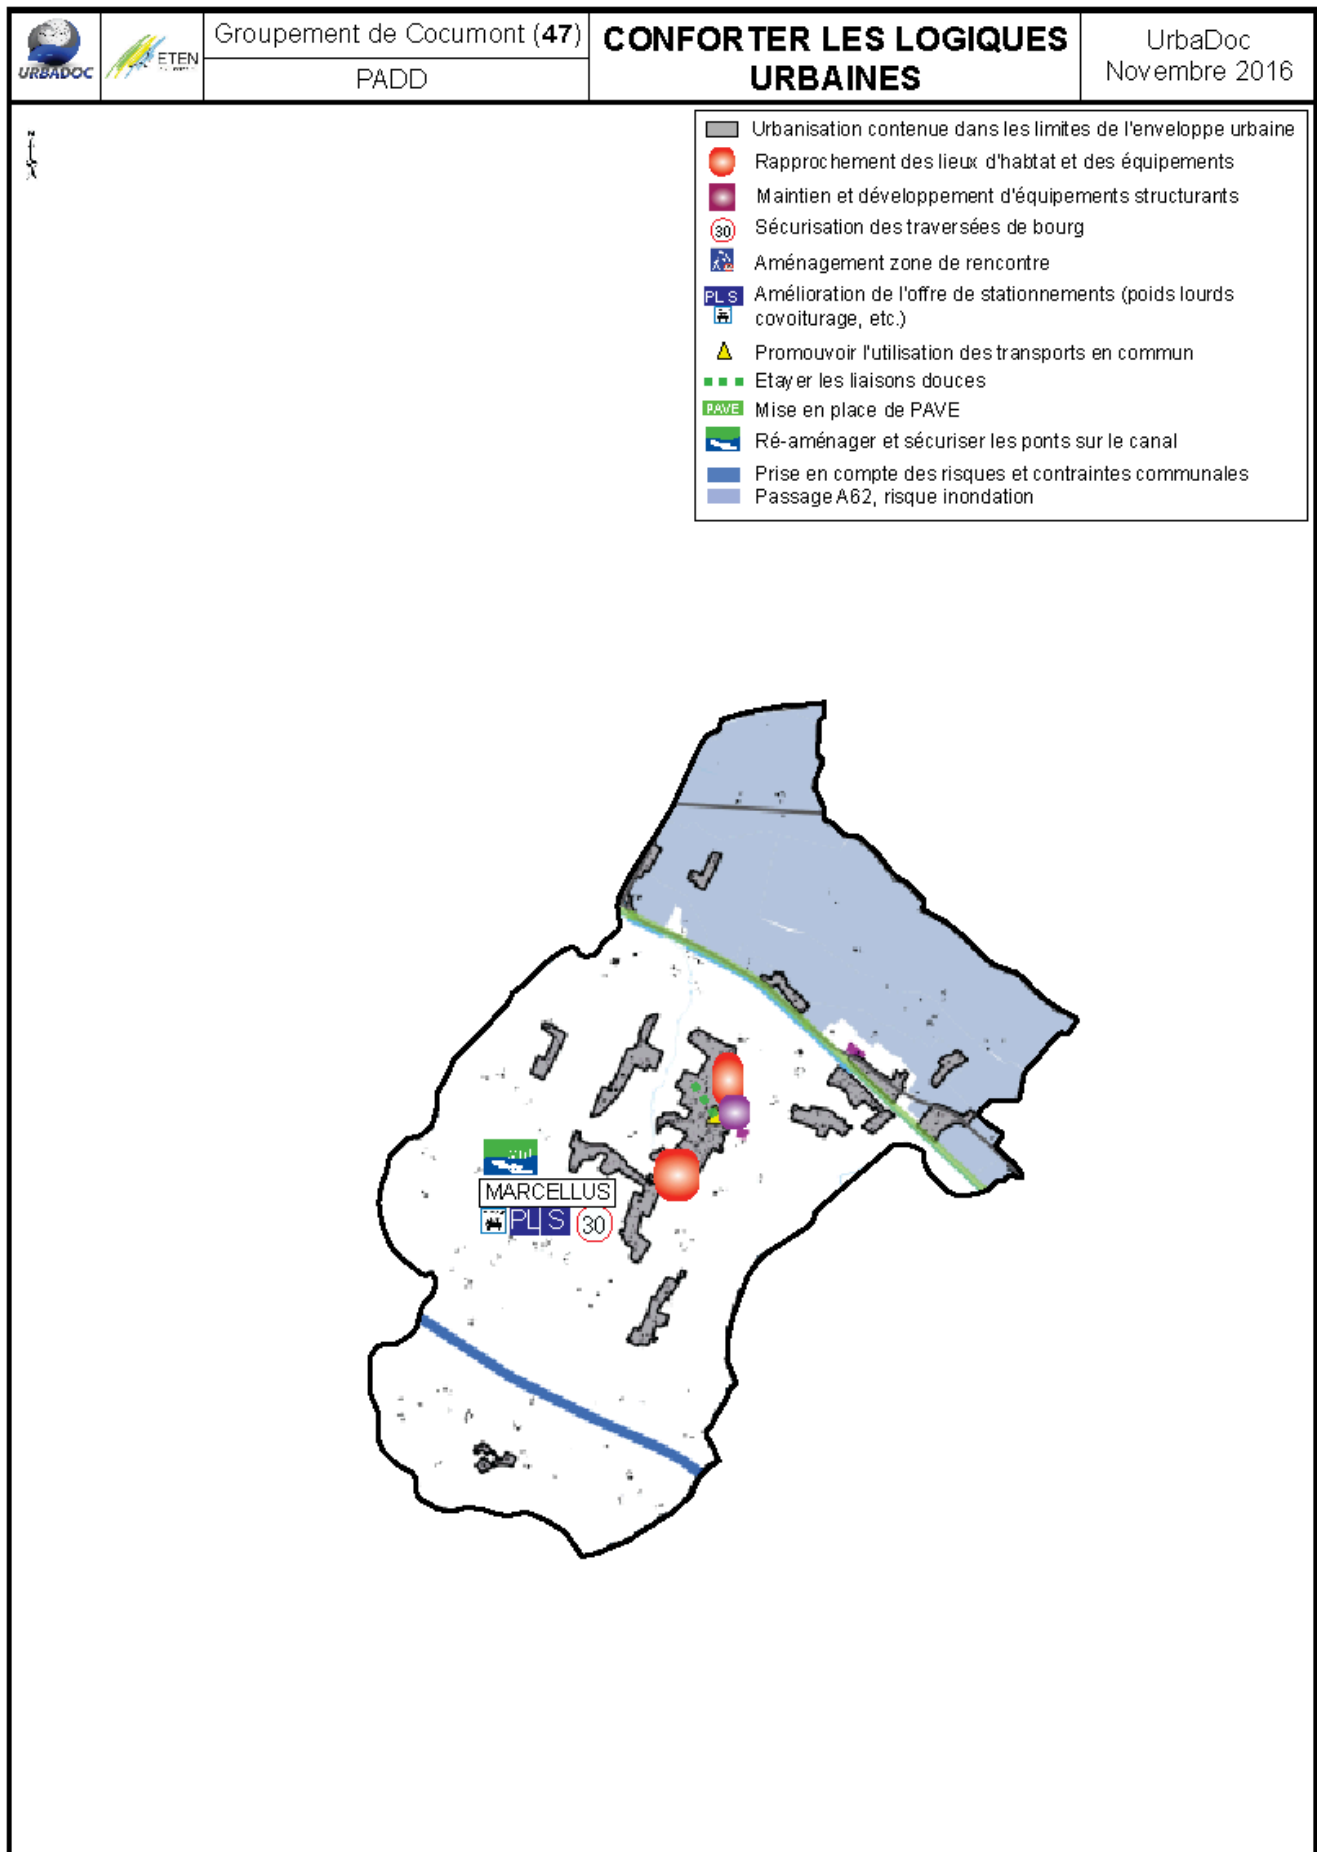 URBADOC
ETEN
Groupement de Cocumont (47)
PADD
CONFORTER LES LOGIQUES
URBAINES
UrbaDoc
Novembre 2016
N
Urbanisation contenue dans les limites de l'enveloppe urbaine
Rapprochement des lieux d'habtat et des équipements
Maintien et développement d'équipements structurants
30 Sécurisation des traversées de bourg
Aménagement zone de rencontre
PL S Amélioration de l'offre de stationnements (poids lourds
covoiturage, etc.)
Promouvoir l'utilisation des transports en commun
Etayer les liaisons douces
PAVE Mise en place de PAVE
Ré-aménager et sécuriser les ponts sur le canal
Prise en compte des risques et contraintes communales
Passage A62, risque inondation
MARCELLUS
PL S 30